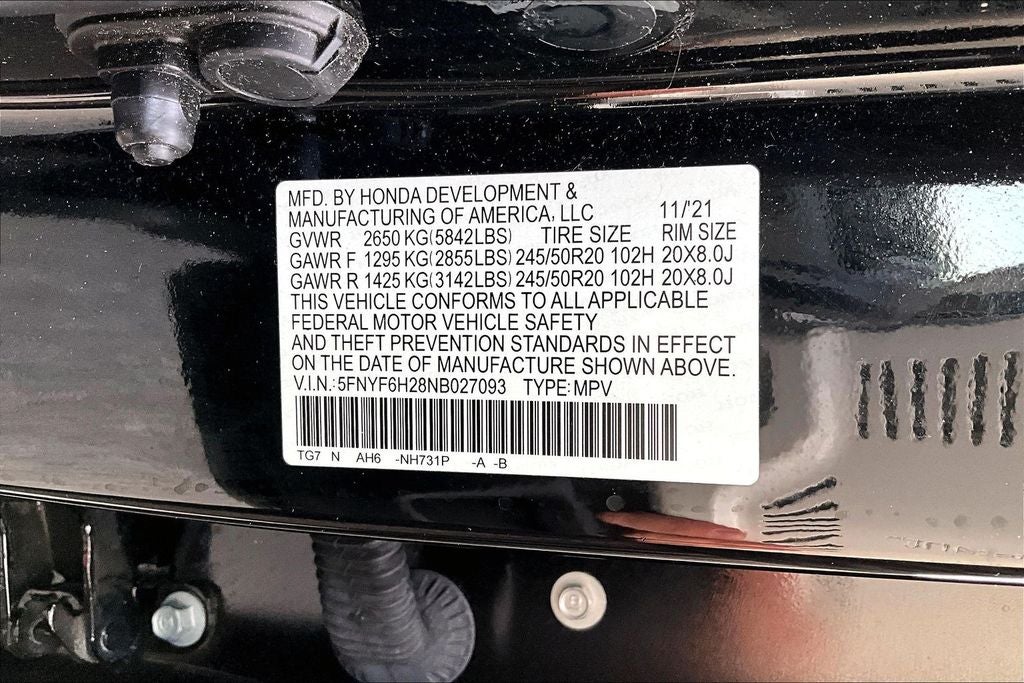 MFD. BY HONDA DEVELOPMENT &
MANUFACTURING OF AMERICA, LLC 11/'21
GVWR 2650 KG(5842LBS) TIRE SIZE RIM SIZE
GAWR F 1295 KG(2855LBS) 245/50R20 102H 20X8.0J
GAWR R 1425 KG(3142LBS) 245/50R20 102H 20X8.0J
THIS VEHICLE CONFORMS TO ALL APPLICABLE
FEDERAL MOTOR VEHICLE SAFETY
AND THEFT PREVENTION STANDARDS IN EFFECT
ON THE DATE OF MANUFACTURE SHOWN ABOVE.
V.I.N.: 5FNYF6H28NB027093 TYPE: MPV
TG7 N AH6 -NH731P -A -B